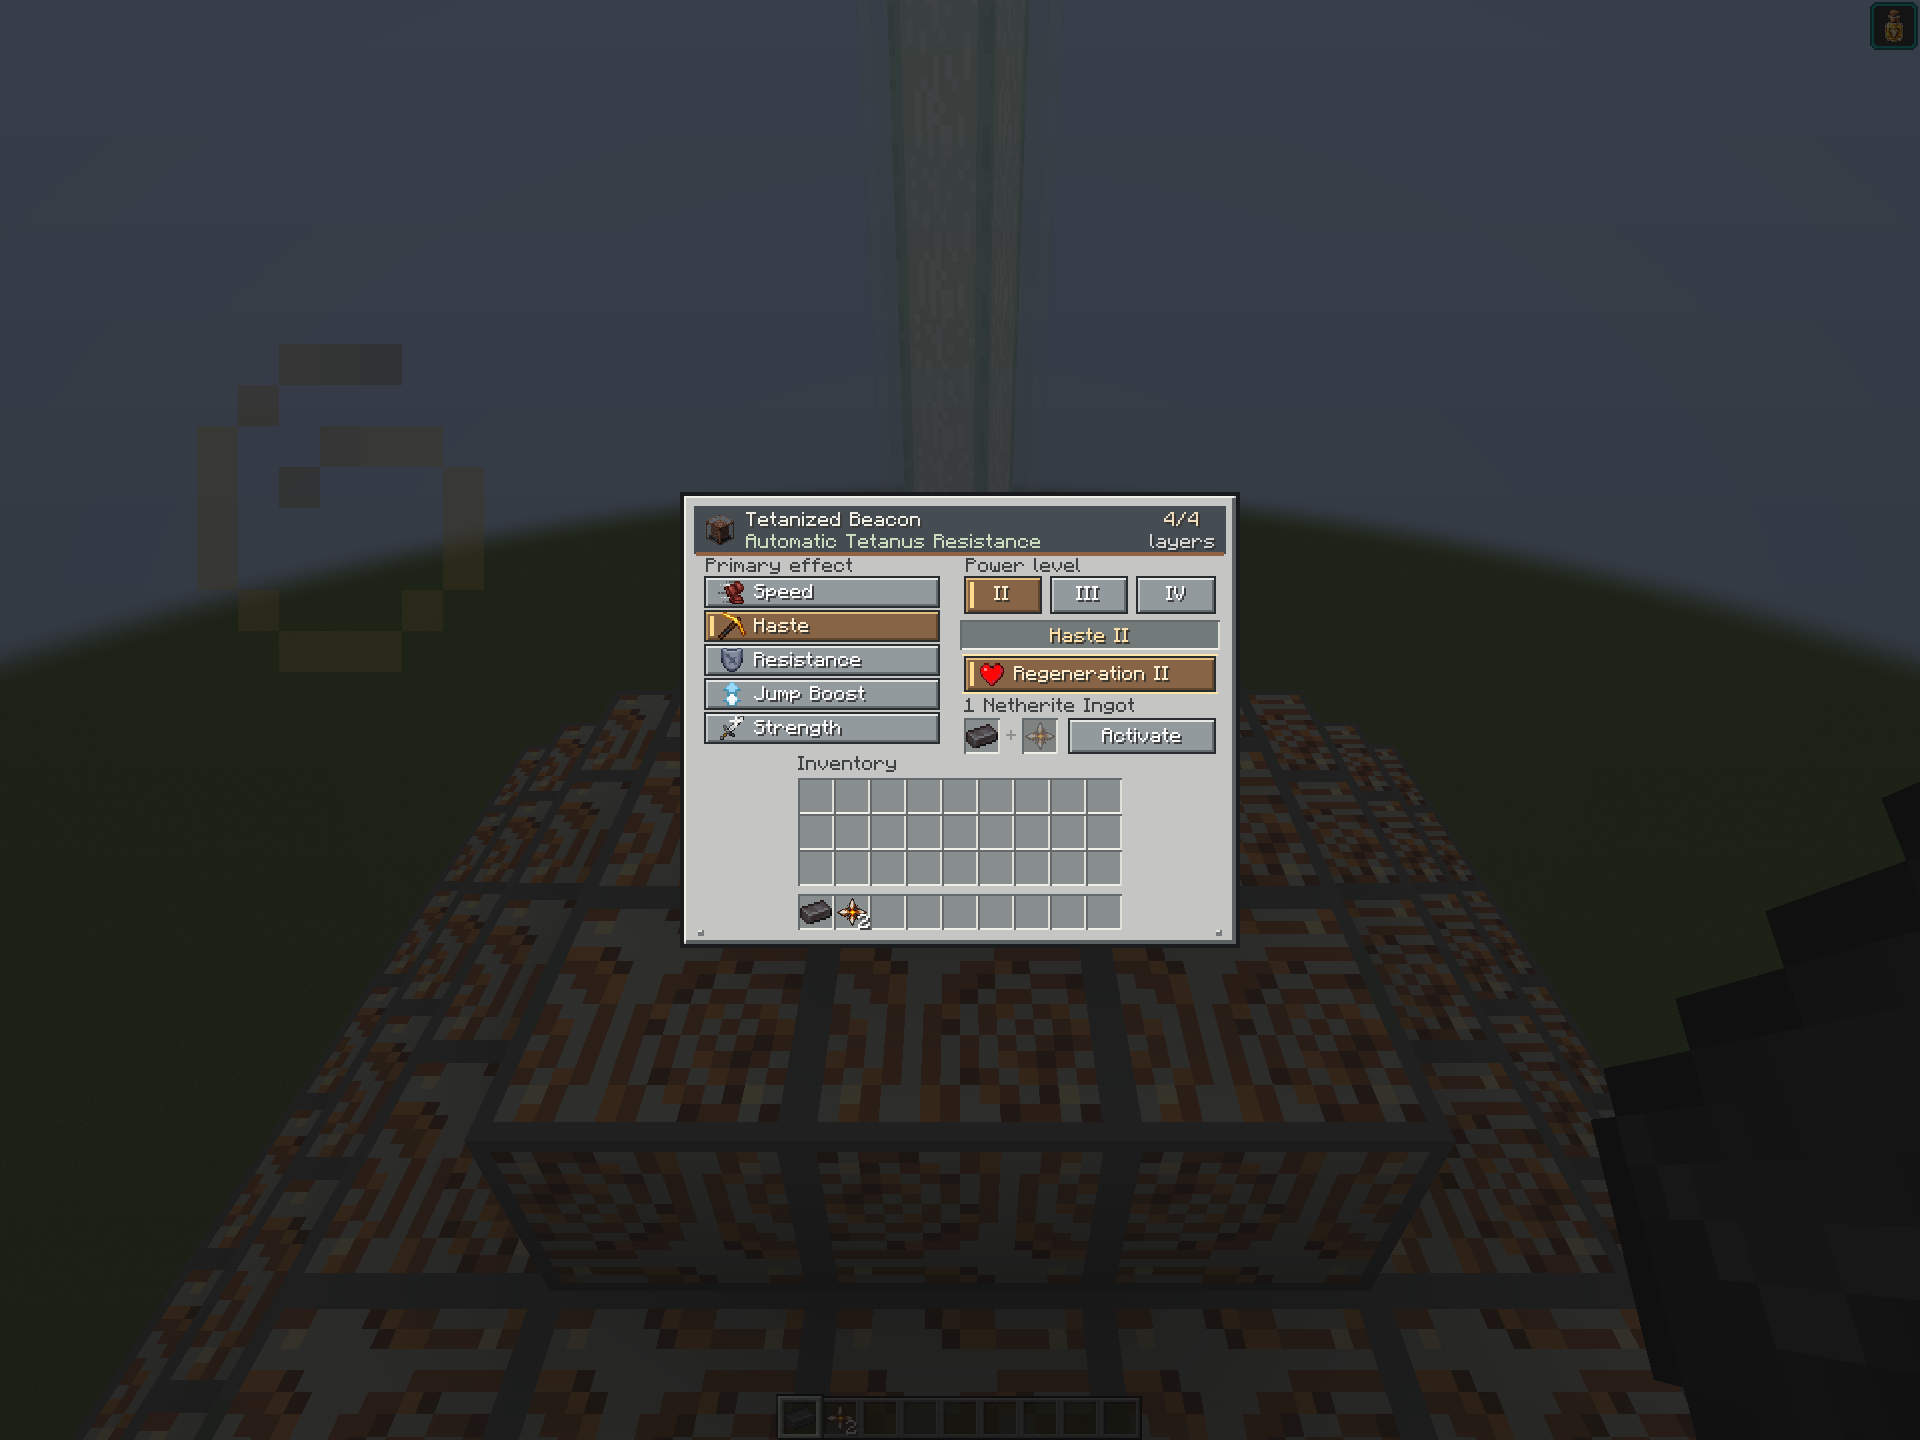 Tetanized Beacon
4/4
Automatic Tetanus Resistance
layers
Primary effect
Power level
Speed
II
III
IV
Haste
Haste II
Resistance
Regeneration II
Jump Boost
1 Netherite Ingot
Strength
+
Activate
Inventory
2
2